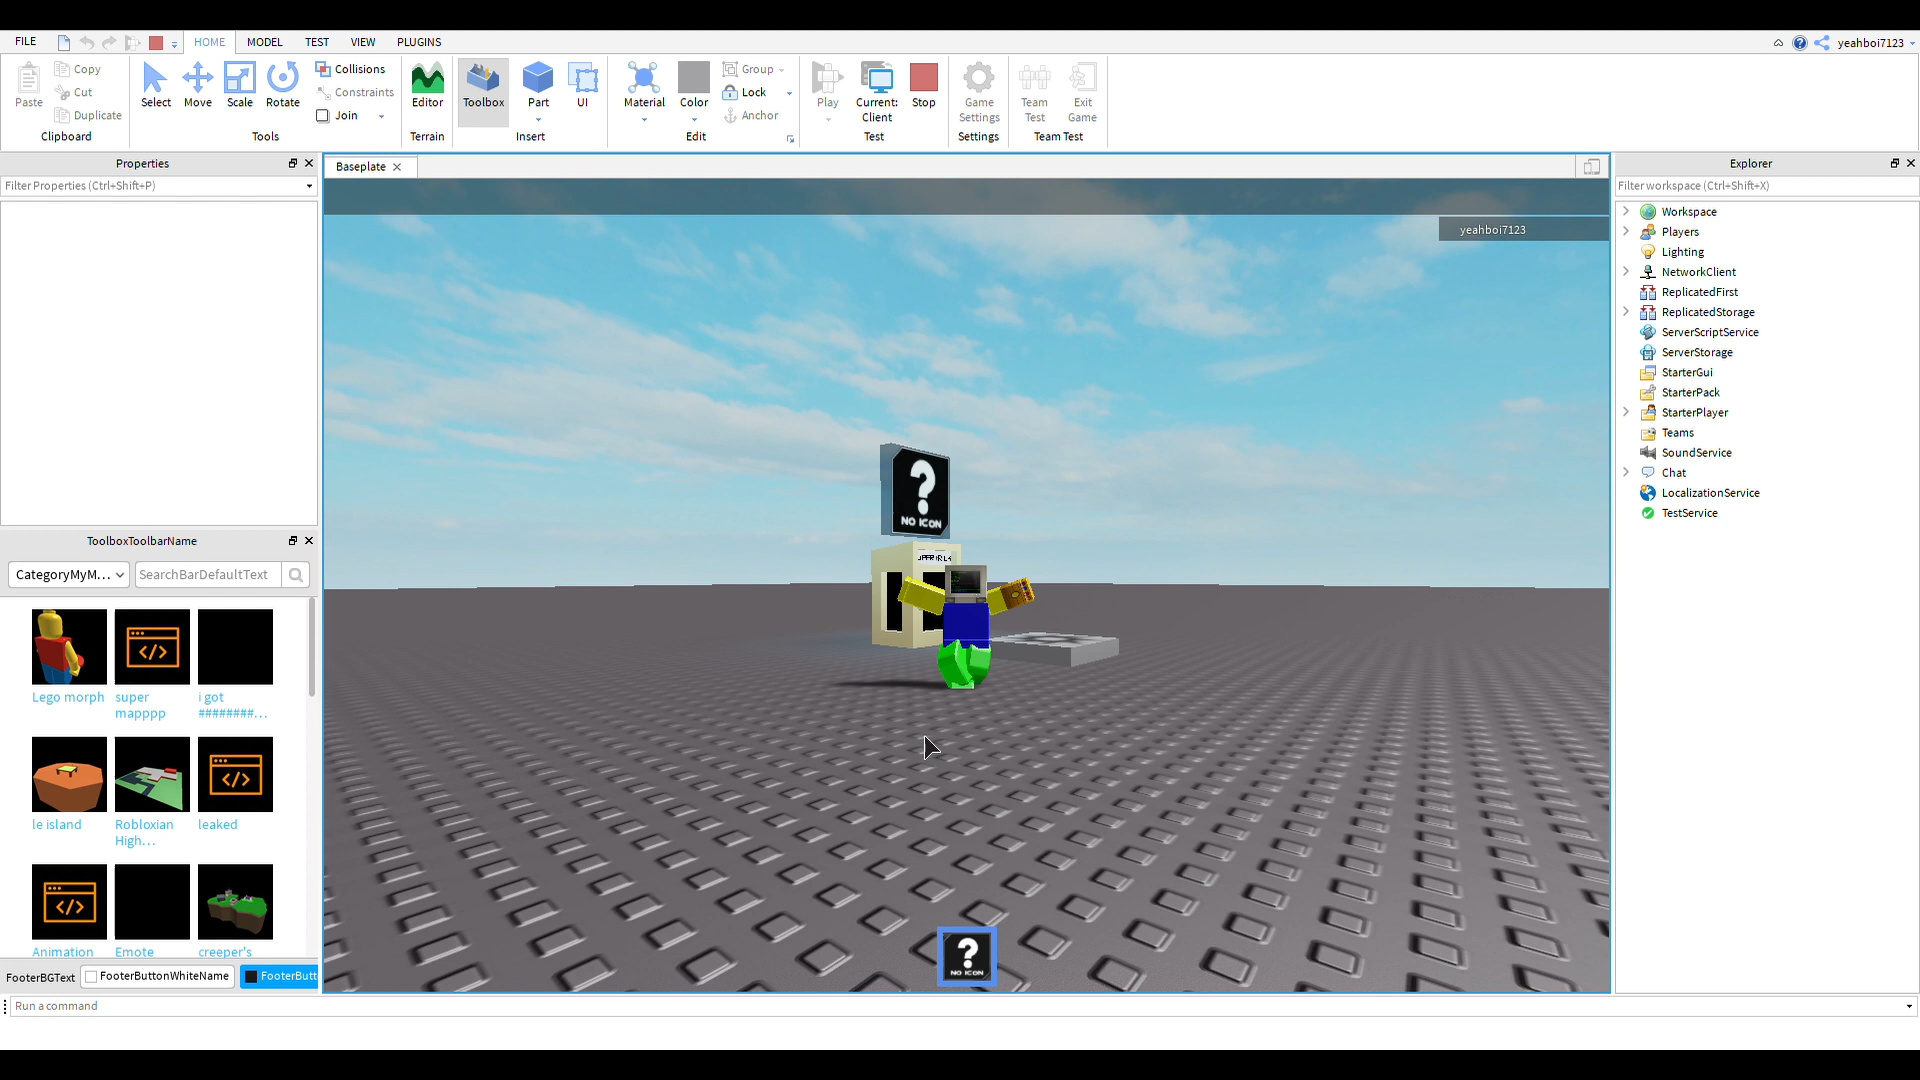 FILE
HOME
MODEL
TEST
VIEW
PLUGINS
yeahboi7123
Paste
Copy
Cut
Duplicate
Clipboard
Select
Move
Scale
Rotate
Collisions
Constraints
Join
Tools
Editor
Terrain
Toolbox
Part
UI
Insert
Material
Color
Group
Lock
Anchor
Edit
Play
Current:
Client
Stop
Test
Game
Settings
Settings
Team
Test
Exit
Game
Team Test
Properties
Filter Properties (Ctrl+Shift+P)
ToolboxToolbarName
CategoryMyM...
SearchBarDefaultText
Lego morph
super
mapppp
i got
########...
le island
Robloxian
High...
leaked
Animation
Emote
creeper's
FooterBGText
FooterButtonWhiteName
FooterButt
Run a command
Baseplate
yeahboi7123
NO ICON
NO ICON
Explorer
Filter workspace (Ctrl+Shift+X)
Workspace
Players
Lighting
NetworkClient
ReplicatedFirst
ReplicatedStorage
ServerScriptService
ServerStorage
StarterGui
StarterPack
StarterPlayer
Teams
SoundService
Chat
LocalizationService
TestService